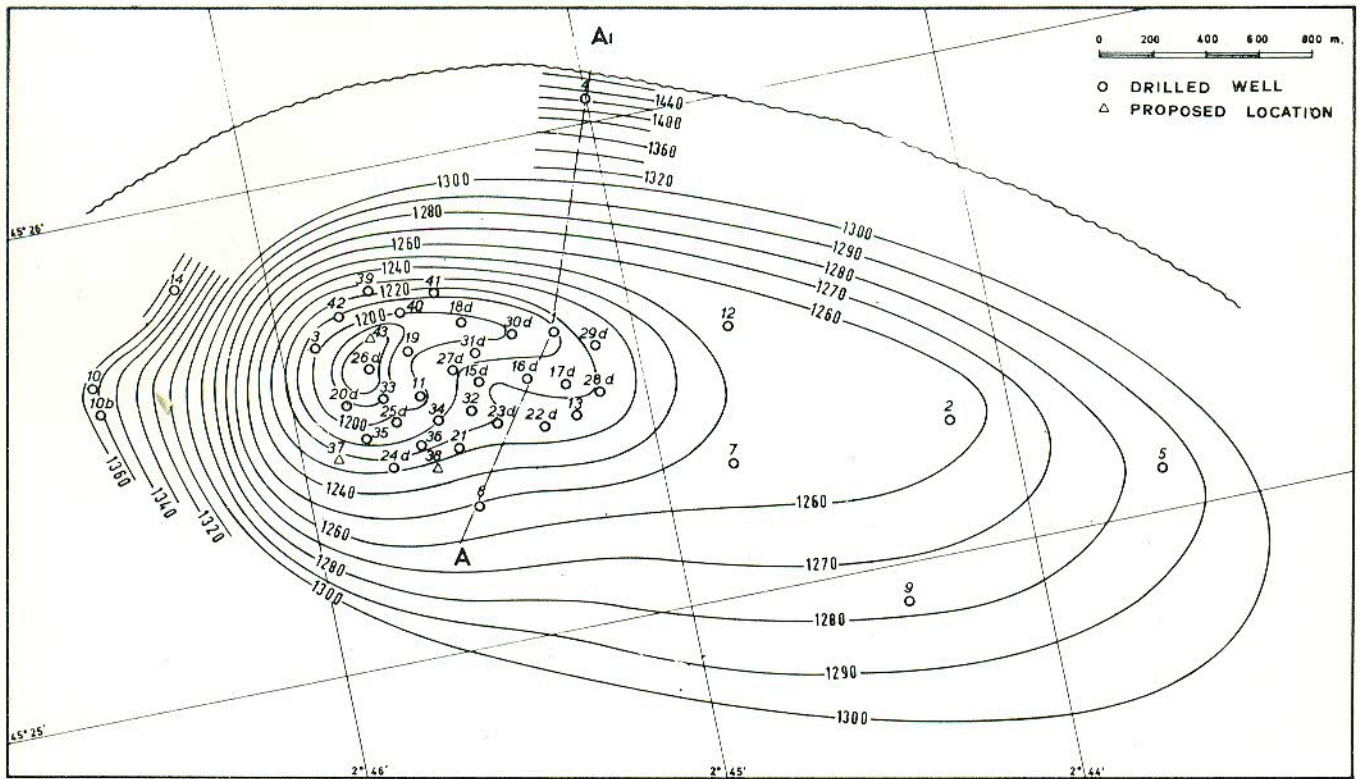 A1
0 200 400 600 800 m.
DRILLED WELL
PROPOSED LOCATION
4
1440
1400
1360
1320
1300
1280
1260
1240
1220
1200
1300
1290
1280
1270
1260
45° 26'
14
39
41
42
40
18d
30d
1
29d
12
3
43
19
31d
26d
27d
15d
16d
17d
28d
10
10b
20d
33
11
32
23d
22d
13
2
1200
25d
34
35
36
21
37
24d
38
7
5
1360
1340
1320
1240
8
1260
1260
A
1280
1270
1300
9
1280
1290
1300
45° 25'
2° 46'
2° 45'
2° 44'